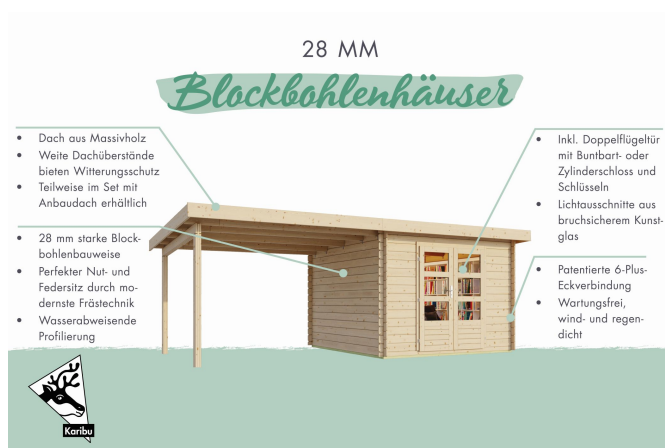 28 MM
Blockbohlenhäuser
• Dach aus Massivholz
• Weite Dachüberstände
bieten Witterungsschutz
• Teilweise im Set mit
Anbaudach erhältlich
• 28 mm starke Block-
bohlenbauweise
• Perfekter Nut- und
Federsitz durch mo-
dernste Frästechnik
• Wasserabweisende
Profilierung
• Inkl. Doppelflügeltür
mit Buntbart- oder
Zylinderschloss und
Schlüsseln
• Lichtausschnitte aus
bruchsicherem Kunst-
glas
• Patentierte 6-Plus-
Eckverbindung
• Wartungsfrei,
wind- und regen-
dicht
Karibu